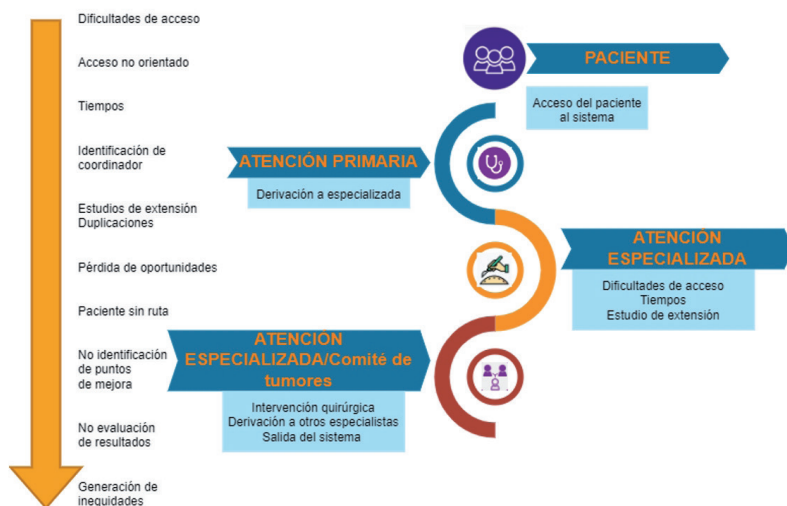 Dificultades de acceso
Acceso no orientado
Tiempos
Identificación de
coordinador
Estudios de extensión
Duplicaciones
Pérdida de oportunidades
Paciente sin ruta
No identificación
de puntos
de mejora
No evaluación
de resultados
Generación de
inequidades
PACIENTE
Acceso del paciente
al sistema
ATENCIÓN PRIMARIA
Derivación a especializada
ATENCIÓN
ESPECIALIZADA
Dificultades de acceso
Tiempos
Estudio de extensión
ATENCIÓN
ESPECIALIZADA/Comité de
tumores
Intervención quirúrgica
Derivación a otros especialistas
Salida del sistema